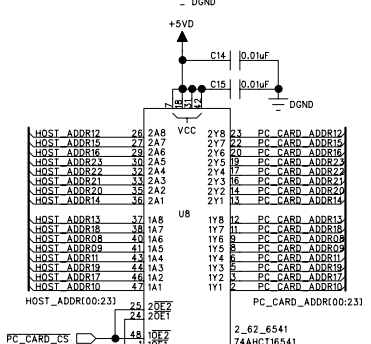 DGND
+5VD
C14 0.01uF
C15 0.01uF
DGND
7 18 31 42
VCC
HOST_ADDR12 26 2A8 2Y8 23 PC_CARD_ADDR12
HOST_ADDR15 27 2A7 2Y7 22 PC_CARD_ADDR15
HOST_ADDR16 29 2A6 2Y6 20 PC_CARD_ADDR16
HOST_ADDR23 30 2A5 2Y5 19 PC_CARD_ADDR23
HOST_ADDR22 32 2A4 2Y4 17 PC_CARD_ADDR22
HOST_ADDR21 33 2A3 2Y3 16 PC_CARD_ADDR21
HOST_ADDR20 35 2A2 2Y2 14 PC_CARD_ADDR20
HOST_ADDR14 36 2A1 2Y1 13 PC_CARD_ADDR14
U8
HOST_ADDR13 37 1A8 1Y8 12 PC_CARD_ADDR13
HOST_ADDR18 38 1A7 1Y7 11 PC_CARD_ADDR18
HOST_ADDR08 40 1A6 1Y6 9 PC_CARD_ADDR08
HOST_ADDR09 41 1A5 1Y5 8 PC_CARD_ADDR09
HOST_ADDR11 43 1A4 1Y4 6 PC_CARD_ADDR11
HOST_ADDR19 44 1A3 1Y3 5 PC_CARD_ADDR19
HOST_ADDR17 46 1A2 1Y2 3 PC_CARD_ADDR17
HOST_ADDR10 47 1A1 1Y1 2 PC_CARD_ADDR10
HOST_ADDR[00:23] PC_CARD_ADDR[00:23]
25 2OE2
24 2OE1
PC_CARD_CS 48 1OE2 2_62_6541
1 1OE1 74AHCT16541